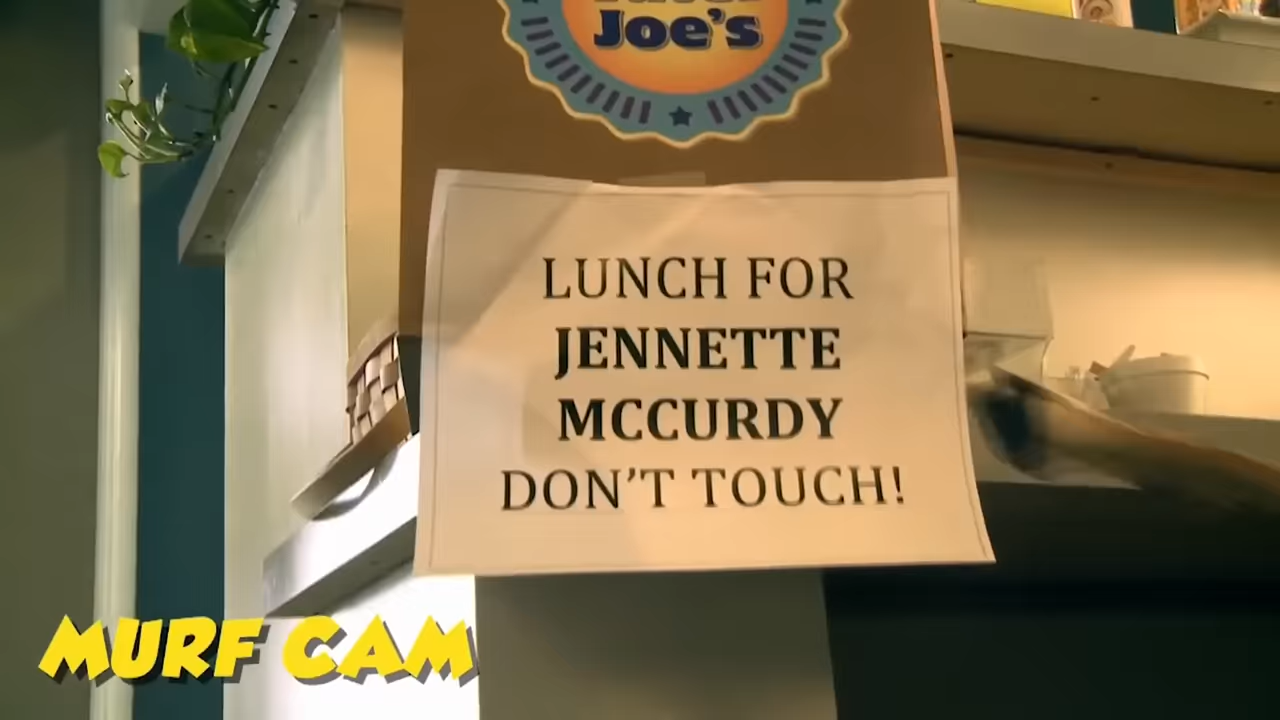 Joe's
LUNCH FOR
JENNETTE
MCCURDY
DON'T TOUCH!
MURF CAM